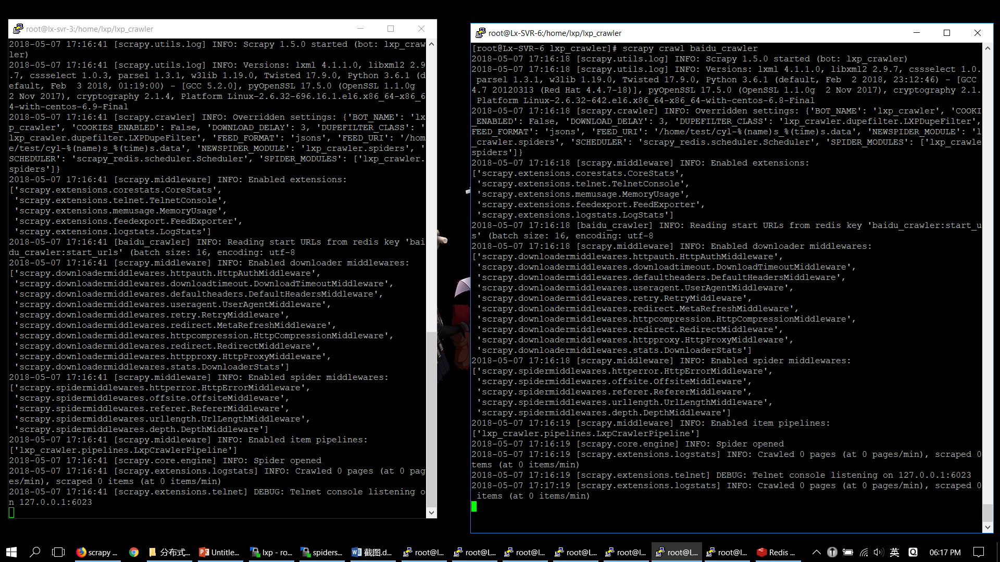 root@lx-svr-3:/home/lxp/lxp_crawler
2018-05-07 17:16:41 [scrapy.utils.log] INFO: Scrapy 1.5.0 started (bot: lxp_craw
ler)
2018-05-07 17:16:41 [scrapy.utils.log] INFO: Versions: lxml 4.1.1.0, libxml2 2.9
.7, cssselect 1.0.3, parsel 1.3.1, w3lib 1.19.0, Twisted 17.9.0, Python 3.6.1 (d
efault, Feb  3 2018, 01:19:00) - [GCC 5.2.0], pyOpenSSL 17.5.0 (OpenSSL 1.1.0g 
2 Nov 2017), cryptography 2.1.4, Platform Linux-2.6.32-696.16.1.el6.x86_64-x86_6
4-with-centos-6.9-Final
2018-05-07 17:16:41 [scrapy.crawler] INFO: Overridden settings: {'BOT_NAME': 'lx
p_crawler', 'COOKIES_ENABLED': False, 'DOWNLOAD_DELAY': 3, 'DUPEFILTER_CLASS': '
lxp_crawler.dupefilter.LXPDupeFilter', 'FEED_FORMAT': 'jsons', 'FEED_URI': '/hom
e/test/cyl-%(name)s_%(time)s.data', 'NEWSPIDER_MODULE': 'lxp_crawler.spiders', '
SCHEDULER': 'scrapy_redis.scheduler.Scheduler', 'SPIDER_MODULES': ['lxp_crawler.
spiders']}
2018-05-07 17:16:41 [scrapy.middleware] INFO: Enabled extensions:
['scrapy.extensions.corestats.CoreStats',
 'scrapy.extensions.telnet.TelnetConsole',
 'scrapy.extensions.memusage.MemoryUsage',
 'scrapy.extensions.feedexport.FeedExporter',
 'scrapy.extensions.logstats.LogStats']
2018-05-07 17:16:41 [baidu_crawler] INFO: Reading start URLs from redis key 'bai
du_crawler:start_urls' (batch size: 16, encoding: utf-8
2018-05-07 17:16:41 [scrapy.middleware] INFO: Enabled downloader middlewares:
['scrapy.downloadermiddlewares.httpauth.HttpAuthMiddleware',
 'scrapy.downloadermiddlewares.downloadtimeout.DownloadTimeoutMiddleware',
 'scrapy.downloadermiddlewares.defaultheaders.DefaultHeadersMiddleware',
 'scrapy.downloadermiddlewares.useragent.UserAgentMiddleware',
 'scrapy.downloadermiddlewares.retry.RetryMiddleware',
 'scrapy.downloadermiddlewares.redirect.MetaRefreshMiddleware',
 'scrapy.downloadermiddlewares.httpcompression.HttpCompressionMiddleware',
 'scrapy.downloadermiddlewares.redirect.RedirectMiddleware',
 'scrapy.downloadermiddlewares.httpproxy.HttpProxyMiddleware',
 'scrapy.downloadermiddlewares.stats.DownloaderStats']
2018-05-07 17:16:41 [scrapy.middleware] INFO: Enabled spider middlewares:
['scrapy.spidermiddlewares.httperror.HttpErrorMiddleware',
 'scrapy.spidermiddlewares.offsite.OffsiteMiddleware',
 'scrapy.spidermiddlewares.referer.RefererMiddleware',
 'scrapy.spidermiddlewares.urllength.UrlLengthMiddleware',
 'scrapy.spidermiddlewares.depth.DepthMiddleware']
2018-05-07 17:16:41 [scrapy.middleware] INFO: Enabled item pipelines:
['lxp_crawler.pipelines.LxpCrawlerPipeline']
2018-05-07 17:16:41 [scrapy.core.engine] INFO: Spider opened
2018-05-07 17:16:41 [scrapy.extensions.logstats] INFO: Crawled 0 pages (at 0 pag
es/min), scraped 0 items (at 0 items/min)
2018-05-07 17:16:41 [scrapy.extensions.telnet] DEBUG: Telnet console listening o
n 127.0.0.1:6023
root@Lx-SVR-6:/home/lxp/lxp_crawler
[root@Lx-SVR-6 lxp_crawler]# scrapy crawl baidu_crawler
2018-05-07 17:16:18 [scrapy.utils.log] INFO: Scrapy 1.5.0 started (bot: lxp_crawler)
2018-05-07 17:16:18 [scrapy.utils.log] INFO: Versions: lxml 4.1.1.0, libxml2 2.9.7, cssselect 1.0.
 parsel 1.3.1, w3lib 1.19.0, Twisted 17.9.0, Python 3.6.1 (default, Feb  2 2018, 23:12:46) - [GCC
4.7 20120313 (Red Hat 4.4.7-18)], pyOpenSSL 17.5.0 (OpenSSL 1.1.0g  2 Nov 2017), cryptography 2.1.
 Platform Linux-2.6.32-642.el6.x86_64-x86_64-with-centos-6.8-Final
2018-05-07 17:16:18 [scrapy.crawler] INFO: Overridden settings: {'BOT_NAME': 'lxp_crawler', 'COOKI
_ENABLED': False, 'DOWNLOAD_DELAY': 3, 'DUPEFILTER_CLASS': 'lxp_crawler.dupefilter.LXPDupeFilter',
FEED_FORMAT': 'jsons', 'FEED_URI': '/home/test/cyl-%(name)s_%(time)s.data', 'NEWSPIDER_MODULE': 'l
_crawler.spiders', 'SCHEDULER': 'scrapy_redis.scheduler.Scheduler', 'SPIDER_MODULES': ['lxp_crawle
spiders']}
2018-05-07 17:16:18 [scrapy.middleware] INFO: Enabled extensions:
['scrapy.extensions.corestats.CoreStats',
 'scrapy.extensions.telnet.TelnetConsole',
 'scrapy.extensions.memusage.MemoryUsage',
 'scrapy.extensions.feedexport.FeedExporter',
 'scrapy.extensions.logstats.LogStats']
2018-05-07 17:16:18 [baidu_crawler] INFO: Reading start URLs from redis key 'baidu_crawler:start_u
s' (batch size: 16, encoding: utf-8
2018-05-07 17:16:18 [scrapy.middleware] INFO: Enabled downloader middlewares:
['scrapy.downloadermiddlewares.httpauth.HttpAuthMiddleware',
 'scrapy.downloadermiddlewares.downloadtimeout.DownloadTimeoutMiddleware',
 'scrapy.downloadermiddlewares.defaultheaders.DefaultHeadersMiddleware',
 'scrapy.downloadermiddlewares.useragent.UserAgentMiddleware',
 'scrapy.downloadermiddlewares.retry.RetryMiddleware',
 'scrapy.downloadermiddlewares.redirect.MetaRefreshMiddleware',
 'scrapy.downloadermiddlewares.httpcompression.HttpCompressionMiddleware',
 'scrapy.downloadermiddlewares.redirect.RedirectMiddleware',
 'scrapy.downloadermiddlewares.httpproxy.HttpProxyMiddleware',
 'scrapy.downloadermiddlewares.stats.DownloaderStats']
2018-05-07 17:16:18 [scrapy.middleware] INFO: Enabled spider middlewares:
['scrapy.spidermiddlewares.httperror.HttpErrorMiddleware',
 'scrapy.spidermiddlewares.offsite.OffsiteMiddleware',
 'scrapy.spidermiddlewares.referer.RefererMiddleware',
 'scrapy.spidermiddlewares.urllength.UrlLengthMiddleware',
 'scrapy.spidermiddlewares.depth.DepthMiddleware']
2018-05-07 17:16:19 [scrapy.middleware] INFO: Enabled item pipelines:
['lxp_crawler.pipelines.LxpCrawlerPipeline']
2018-05-07 17:16:19 [scrapy.core.engine] INFO: Spider opened
2018-05-07 17:16:19 [scrapy.extensions.logstats] INFO: Crawled 0 pages (at 0 pages/min), scraped 0
tems (at 0 items/min)
2018-05-07 17:16:19 [scrapy.extensions.telnet] DEBUG: Telnet console listening on 127.0.0.1:6023
2018-05-07 17:17:19 [scrapy.extensions.logstats] INFO: Crawled 0 pages (at 0 pages/min), scraped 0
 items (at 0 items/min)
scrapy ... 分布式... Untitle... lxp - ro... spiders... 截图.d... root@l... root@L... root@l... root@L... root@l... root@L... root@l... Redis ... 英 06:17 PM